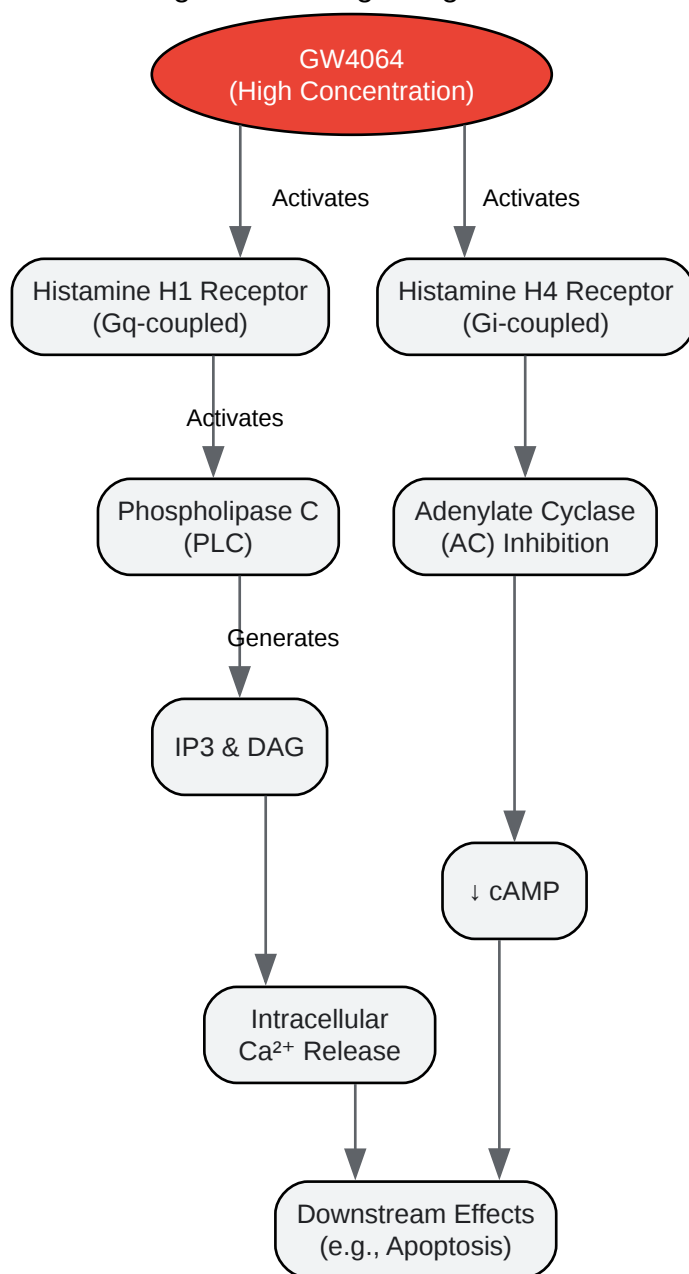 GW4064
(High Concentration)
Activates
Activates
Histamine H1 Receptor
(Gq-coupled)
Histamine H4 Receptor
(Gi-coupled)
Activates
Phospholipase C
(PLC)
Adenylate Cyclase
(AC) Inhibition
Generates
IP3 & DAG
↓ cAMP
Intracellular
Ca²⁺ Release
Downstream Effects
(e.g., Apoptosis)